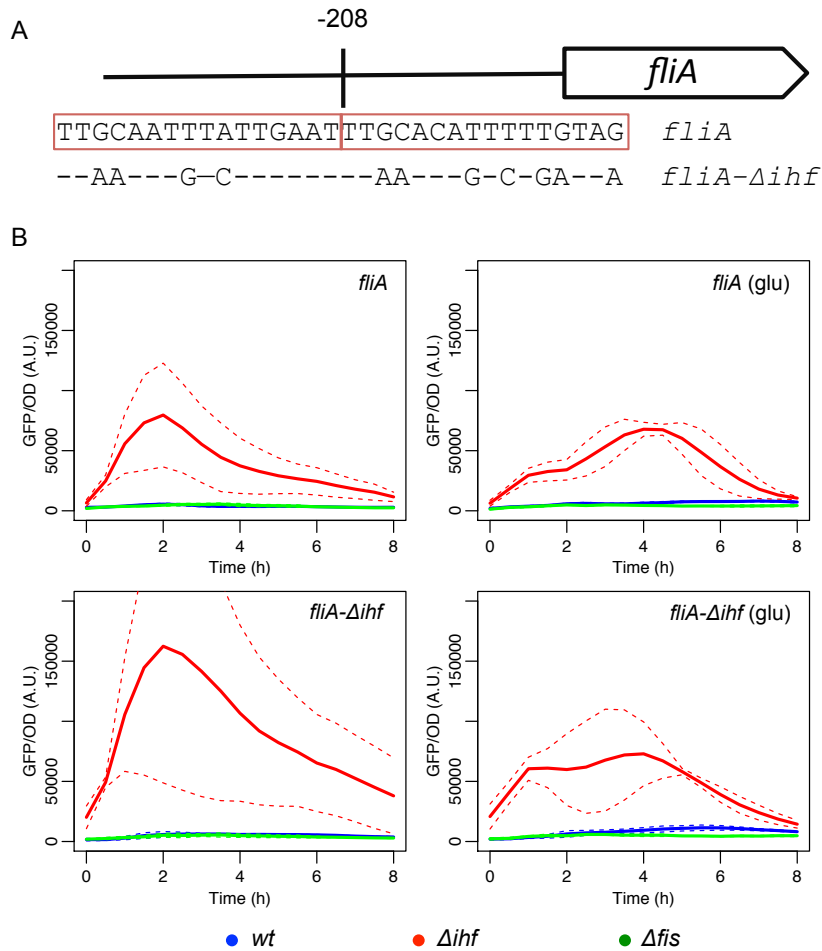 A
-208
fliA
TTGCAATTTATTGAATTTGCACATTTTTGTAG fliA
--AA---G—C--------AA---G-C-GA--A fliA-Δihf
B
fliA
GFP/OD (A.U.)
150000
50000
0
0 2 4 6 8
Time (h)
fliA (glu)
GFP/OD (A.U.)
150000
50000
0
0 2 4 6 8
Time (h)
fliA-Δihf
GFP/OD (A.U.)
150000
50000
0
0 2 4 6 8
Time (h)
fliA-Δihf (glu)
GFP/OD (A.U.)
150000
50000
0
0 2 4 6 8
Time (h)
wt Δihf Δfis